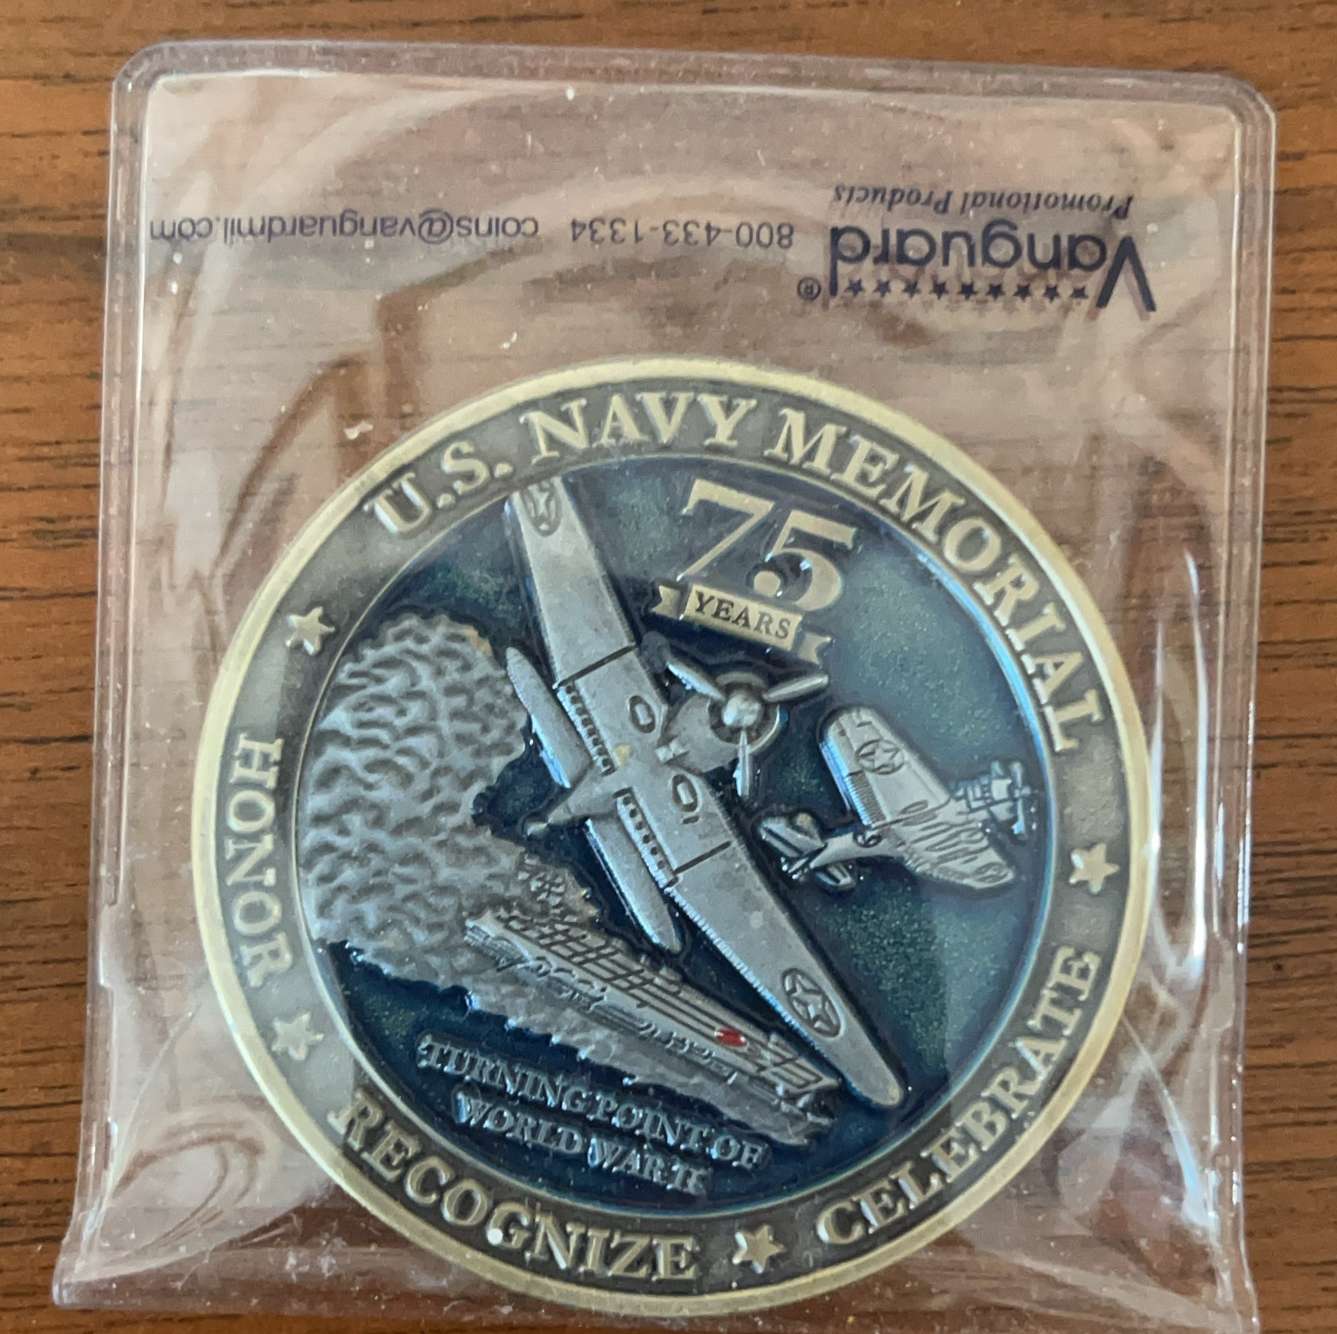 Vanguard®
Promotional Products
800-433-1334
coins@vanguardmil.com
U.S. NAVY MEMORIAL
75
YEARS
TURNING POINT OF
WORLD WAR II
HONOR
RECOGNIZE
CELEBRATE